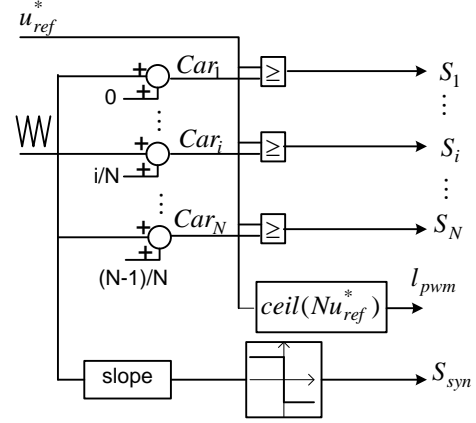 u*ref
Car1
≥
S1
0
⋮
⋮
Cari
≥
Si
i/N
⋮
⋮
CarN
≥
SN
(N-1)/N
lpwm
ceil(Nu*ref)
slope
Ssyn